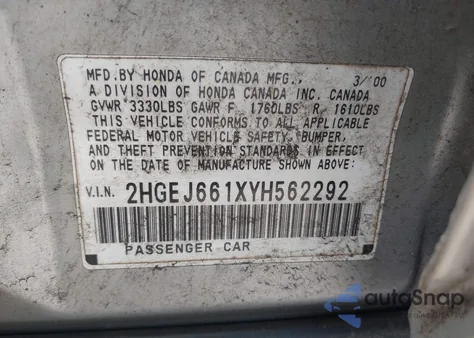 MFD.BY HONDA OF CANADA MFG., 3/'00
A DIVISION OF HONDA CANADA INC. CANADA
GVWR 3330LBS GAWR F 1760LBS R 1610LBS
THIS VEHICLE CONFORMS TO ALL APPLICABLE
FEDERAL MOTOR VEHICLE SAFETY, BUMPER,
AND THEFT PREVENTION STANDARDS IN EFFECT
ON THE DATE OF MANUFACTURE SHOWN ABOVE:
V.I.N. 2HGEJ661XYH562292
PASSENGER CAR
autoSnap